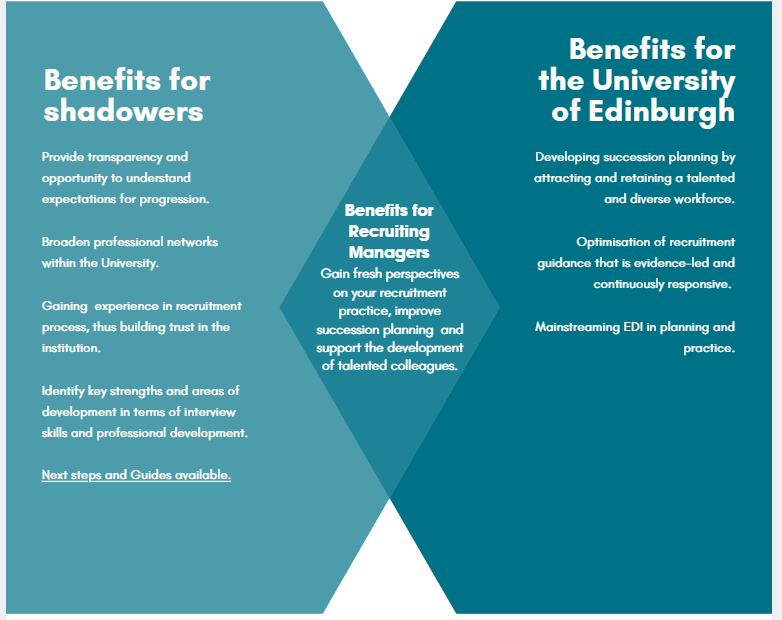 Benefits for
shadowers
Provide transparency and
opportunity to understand
expectations for progression.
Broaden professional networks
within the University.
Gaining  experience in recruitment
process, thus building trust in the
institution.
Identify key strengths and areas of
development in terms of interview
skills and professional development.
Next steps and Guides available.
Benefits for
Recruiting
Managers
Gain fresh perspectives
on your recruitment
practice, improve
succession planning  and
support the development
of talented colleagues.
Benefits for
the University
of Edinburgh
Developing succession planning by
attracting and retaining a talented
and diverse workforce.
Optimisation of recruitment
guidance that is evidence-led and
continuously responsive.
Mainstreaming EDI in planning and
practice.